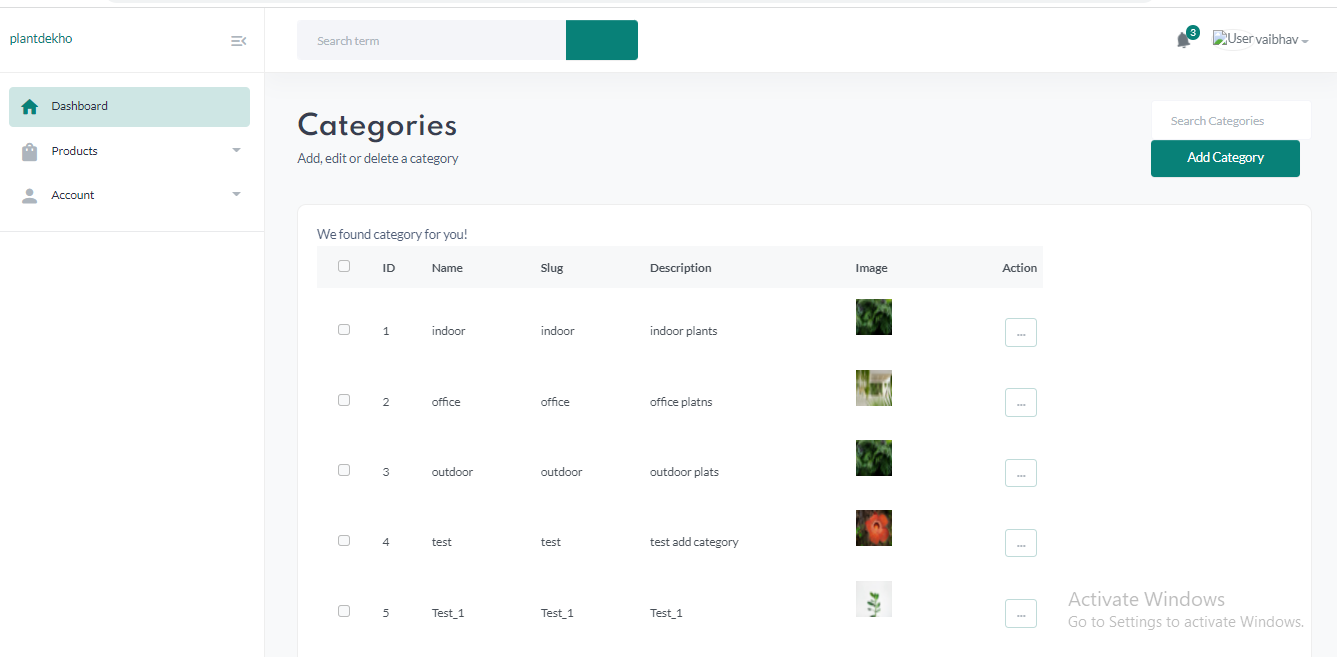 plantdekho
Search term
3
User vaibhav
Dashboard
Products
Account
Categories
Add, edit or delete a category
Search Categories
Add Category
We found category for you!
ID Name Slug Description Image Action
1 indoor indoor indoor plants ...
2 office office office platns ...
3 outdoor outdoor outdoor plats ...
4 test test test add category ...
5 Test_1 Test_1 Test_1 ...
Activate Windows
Go to Settings to activate Windows.